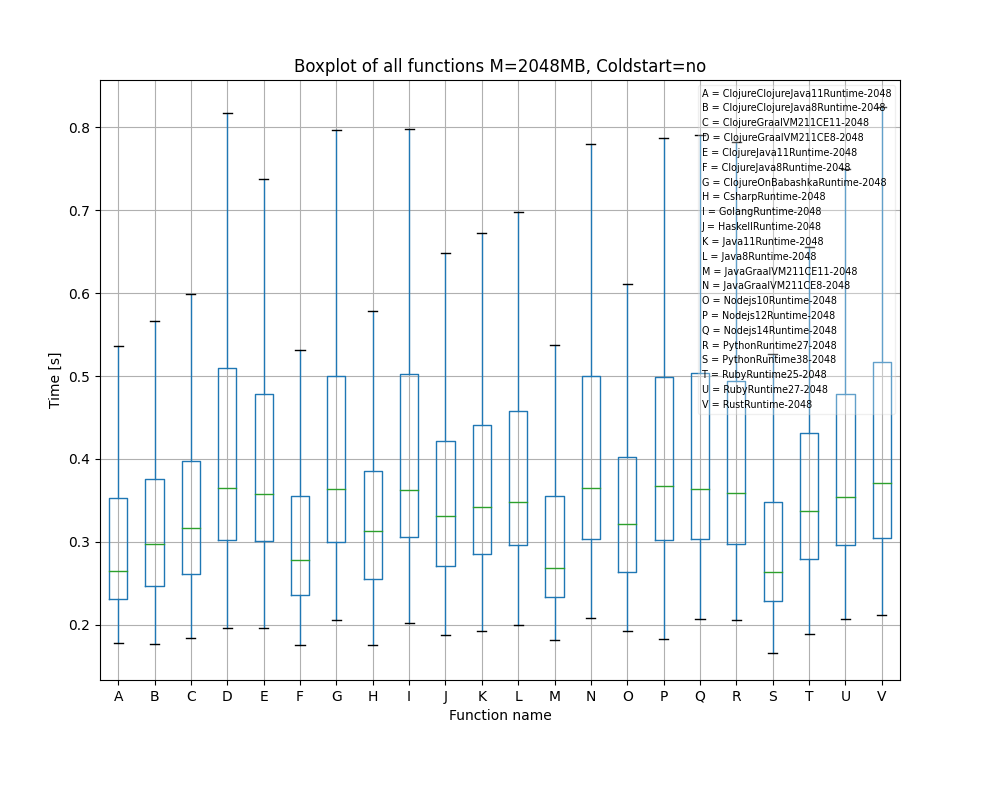 Boxplot of all functions M=2048MB, Coldstart=no
A = ClojureClojureJava11Runtime-2048
B = ClojureClojureJava8Runtime-2048
C = ClojureGraalVM211CE11-2048
D = ClojureGraalVM211CE8-2048
E = ClojureJava11Runtime-2048
F = ClojureJava8Runtime-2048
G = ClojureOnBabashkaRuntime-2048
H = CsharpRuntime-2048
I = GolangRuntime-2048
J = HaskellRuntime-2048
K = Java11Runtime-2048
L = Java8Runtime-2048
M = JavaGraalVM211CE11-2048
N = JavaGraalVM211CE8-2048
O = Nodejs10Runtime-2048
P = Nodejs12Runtime-2048
Q = Nodejs14Runtime-2048
R = PythonRuntime27-2048
S = PythonRuntime38-2048
T = RubyRuntime25-2048
U = RubyRuntime27-2048
V = RustRuntime-2048
0.8
0.7
0.6
0.5
0.4
0.3
0.2
Time [s]
A B C D E F G H I J K L M N O P Q R S T U V
Function name